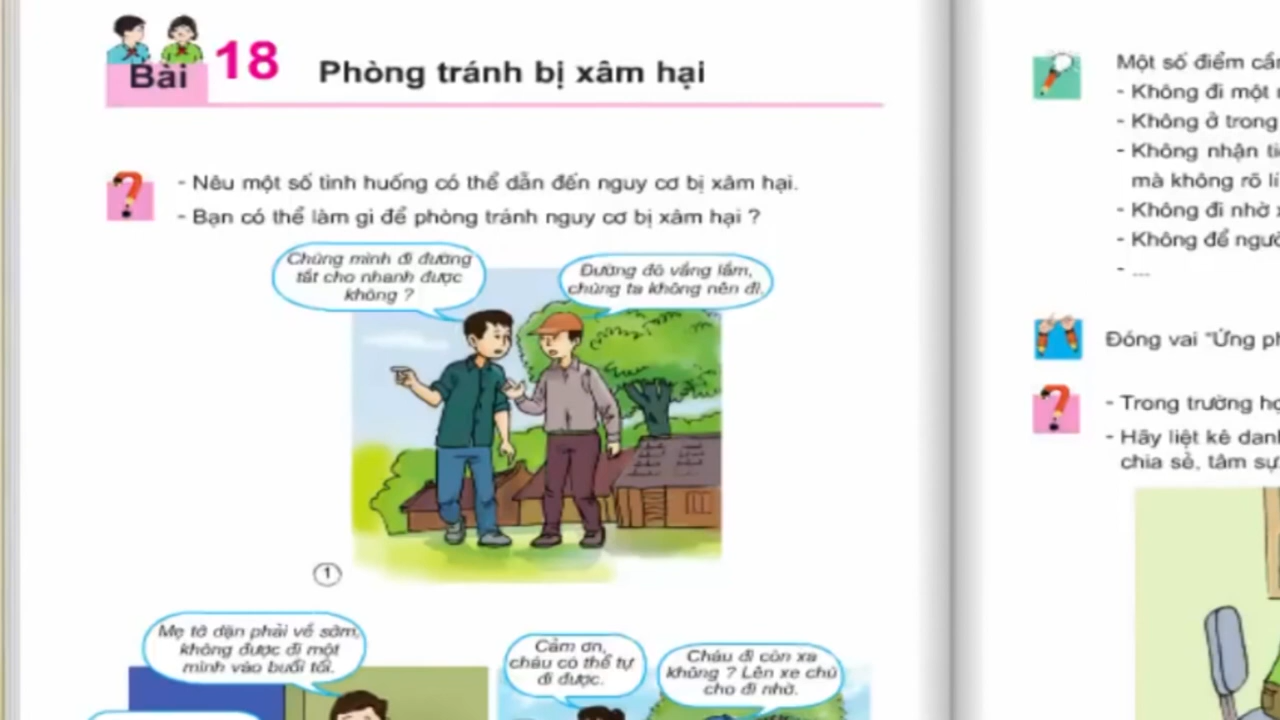 Bài 18 Phòng tránh bị xâm hại
- Nêu một số tình huống có thể dẫn đến nguy cơ bị xâm hại.
- Bạn có thể làm gì để phòng tránh nguy cơ bị xâm hại ?
Chúng mình đi đường
tắt cho nhanh được
không ?
Đường đó vắng lắm,
chúng ta không nên đi.
1
Mẹ tớ dặn phải về sớm,
không được đi một
mình vào buổi tối.
Cảm ơn,
cháu có thể tự
đi được.
Cháu đi còn xa
không ? Lên xe chú
cho đi nhờ.
Một số điểm cần
- Không đi một
- Không ở trong
- Không nhận
mà không rõ
- Không đi nhờ
- Không để
- ...
Đóng vai "Ứng
- Trong trường
- Hãy liệt kê
chia sẻ, tâm sự